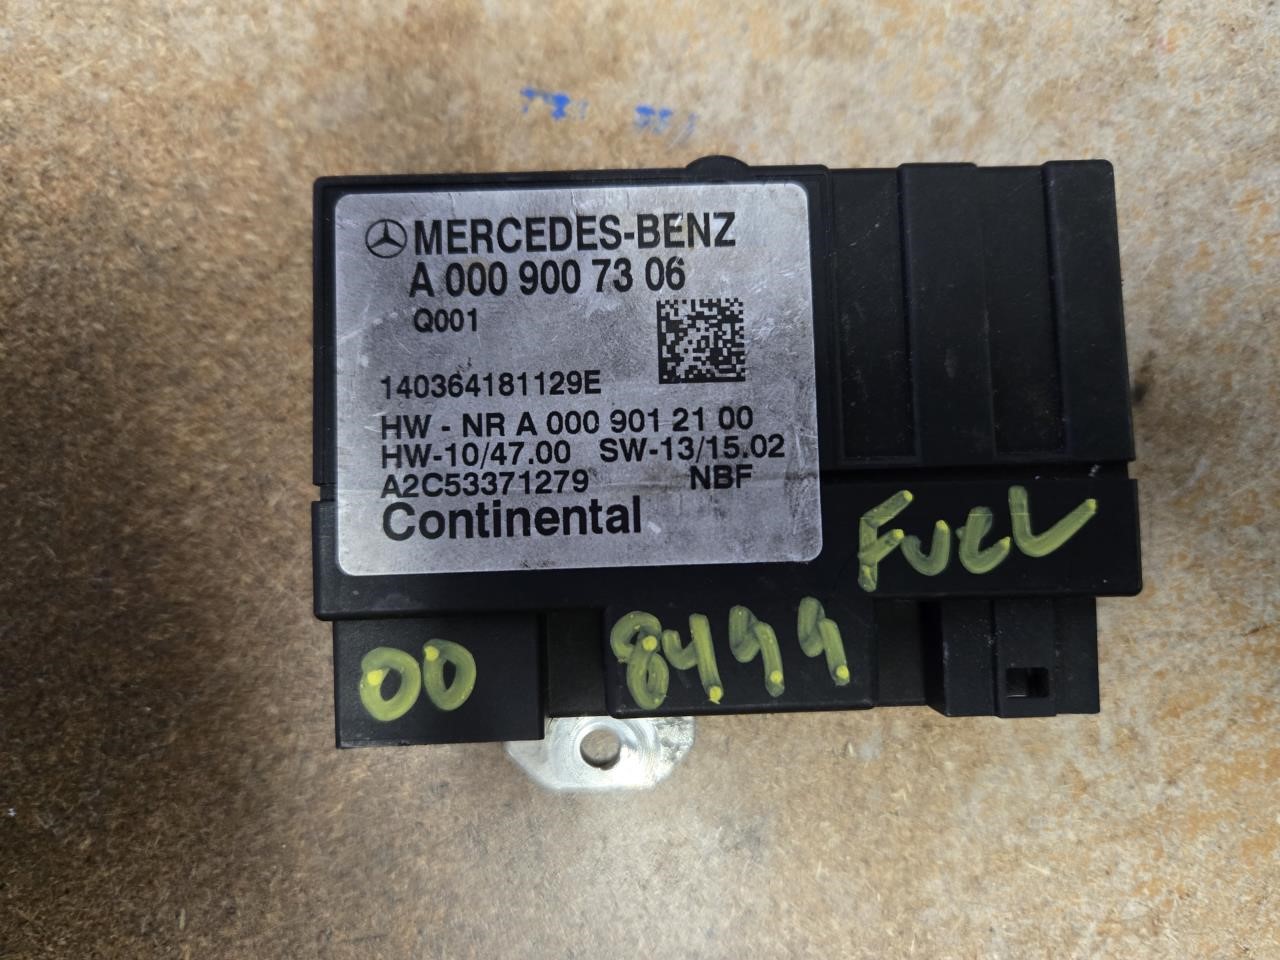 MERCEDES-BENZ
A 000 900 73 06
Q001
140364181129E
HW - NR A 000 901 21 00
HW-10/47.00 SW-13/15.02
A2C53371279 NBF
Continental
FUEL
00 8499